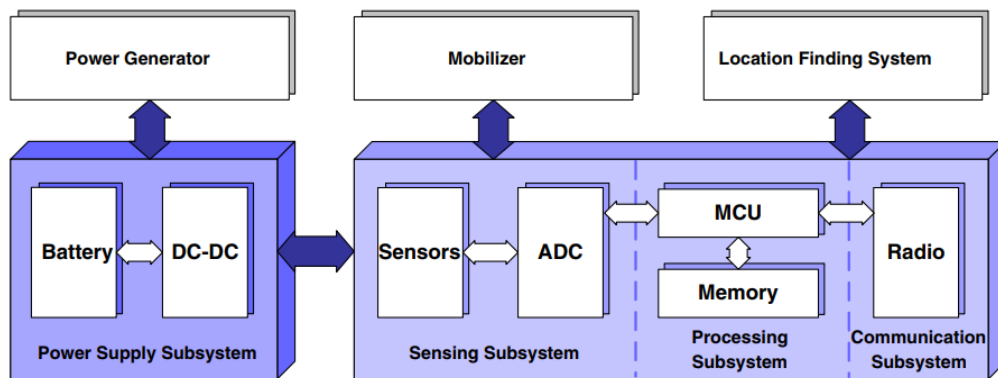 Power Generator
Mobilizer
Location Finding System
Battery
DC-DC
Sensors
ADC
MCU
Memory
Radio
Power Supply Subsystem
Sensing Subsystem
Processing
Subsystem
Communication
Subsystem